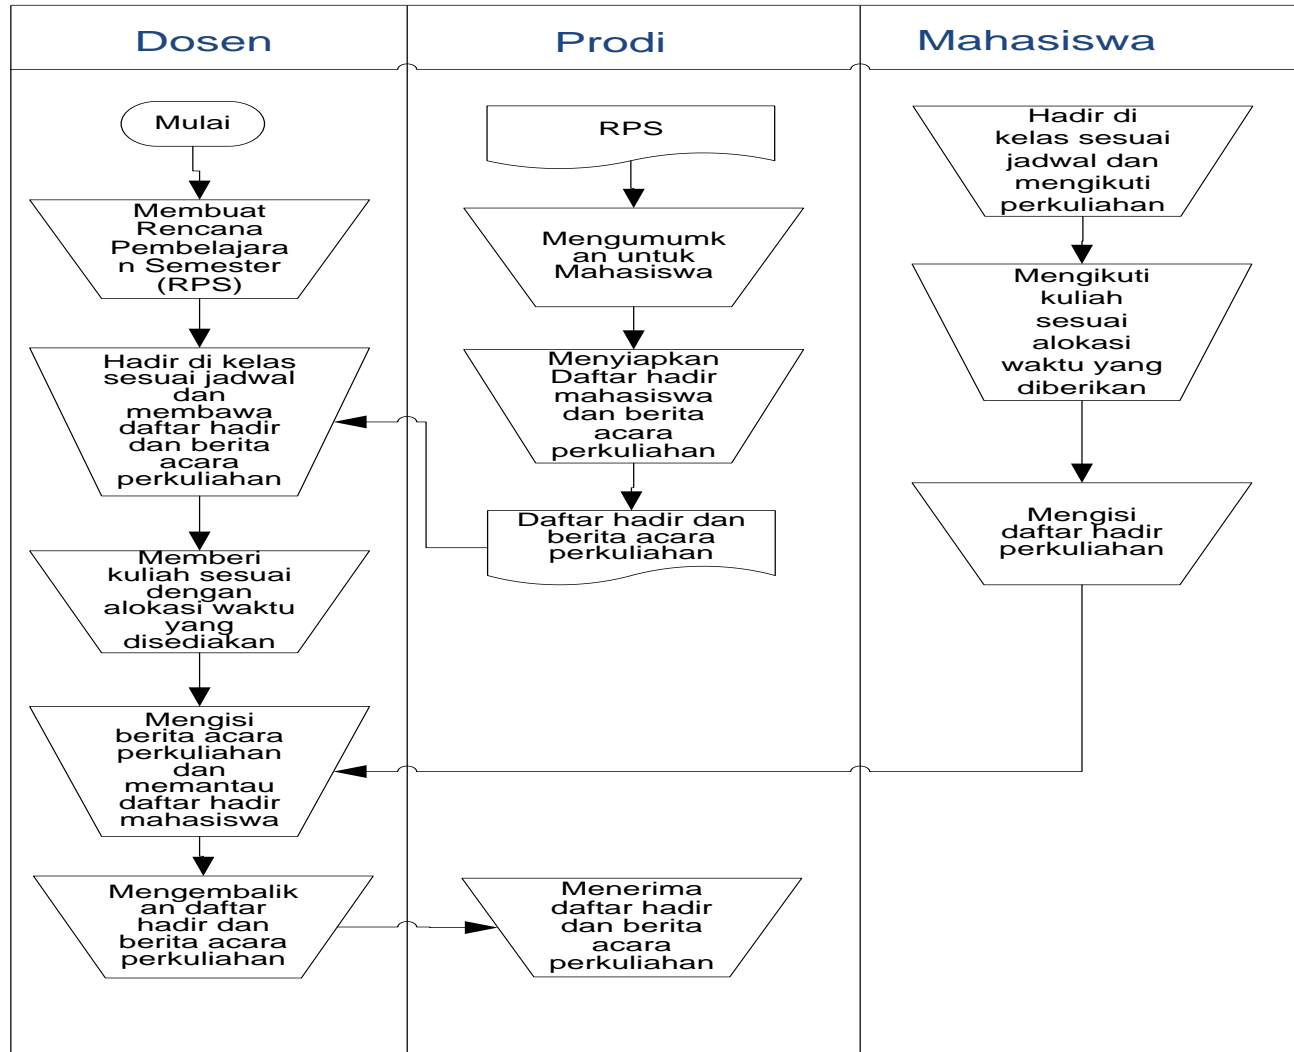 Dosen
Prodi
Mahasiswa
Mulai
Membuat
Rencana
Pembelajara
n Semester
(RPS)
Hadir di kelas
sesuai jadwal
dan
membawa
daftar hadir
dan berita
acara
perkuliahan
Memberi
kuliah sesuai
dengan
alokasi waktu
yang
disediakan
Mengisi
berita acara
perkuliahan
dan
memantau
daftar hadir
mahasiswa
Mengembalik
an daftar
hadir dan
berita acara
perkuliahan
RPS
Mengumumk
an untuk
Mahasiswa
Menyiapkan
Daftar hadir
mahasiswa
dan berita
acara
perkuliahan
Daftar hadir dan
berita acara
perkuliahan
Menerima
daftar hadir
dan berita
acara
perkuliahan
Hadir di
kelas sesuai
jadwal dan
mengikuti
perkuliahan
Mengikuti
kuliah
sesuai
alokasi
waktu yang
diberikan
Mengisi
daftar hadir
perkuliahan